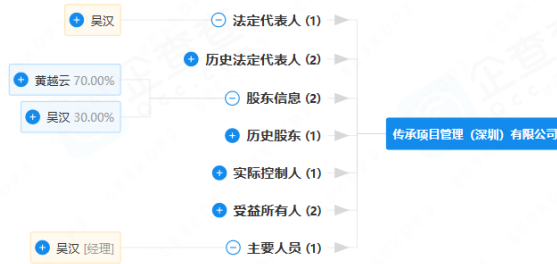 吴汉
法定代表人 (1)
历史法定代表人 (2)
黄越云 70.00%
股东信息 (2)
吴汉 30.00%
历史股东 (1)
传承项目管理（深圳）有限公司
实际控制人 (1)
受益所有人 (2)
吴汉 [经理]
主要人员 (1)